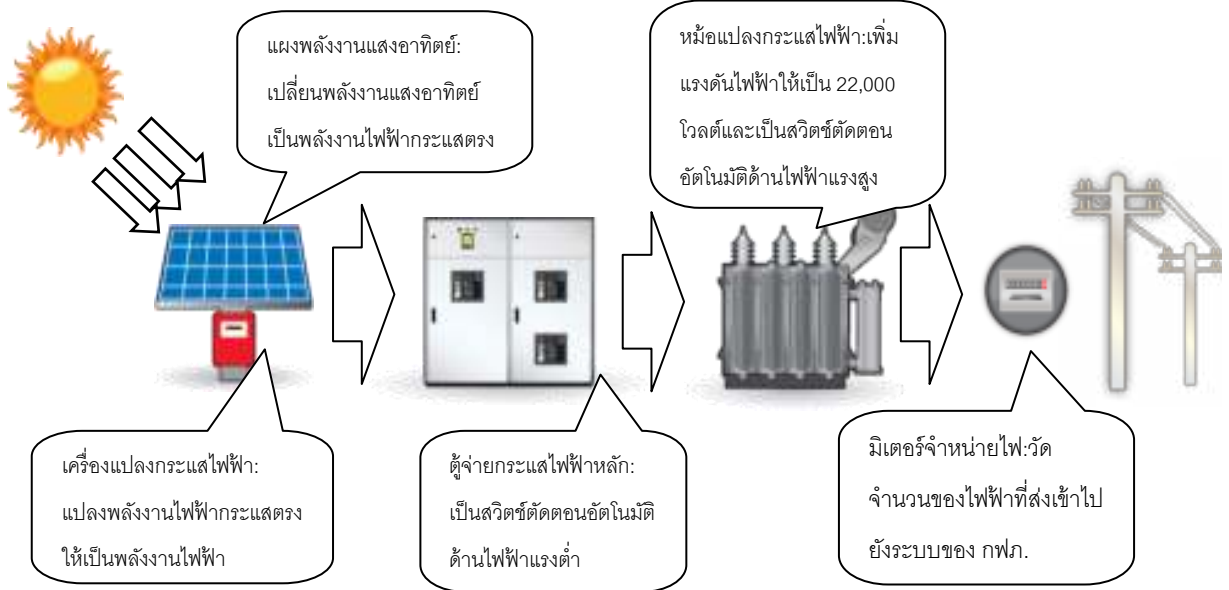 แผงพลังงานแสงอาทิตย์:
เปลี่ยนพลังงานแสงอาทิตย์
เป็นพลังงานไฟฟ้ากระแสตรง
หม้อแปลงกระแสไฟฟ้า:เพิ่ม
แรงดันไฟฟ้าให้เป็น 22,000
โวลต์และเป็นสวิตช์ตัดตอน
อัตโนมัติด้านไฟฟ้าแรงสูง
เครื่องแปลงกระแสไฟฟ้า:
แปลงพลังงานไฟฟ้ากระแสตรง
ให้เป็นพลังงานไฟฟ้า
ตู้จ่ายกระแสไฟฟ้าหลัก:
เป็นสวิตช์ตัดตอนอัตโนมัติ
ด้านไฟฟ้าแรงต่ำ
มิเตอร์จำหน่ายไฟ:วัด
จำนวนของไฟฟ้าที่ส่งเข้าไป
ยังระบบของ กฟภ.